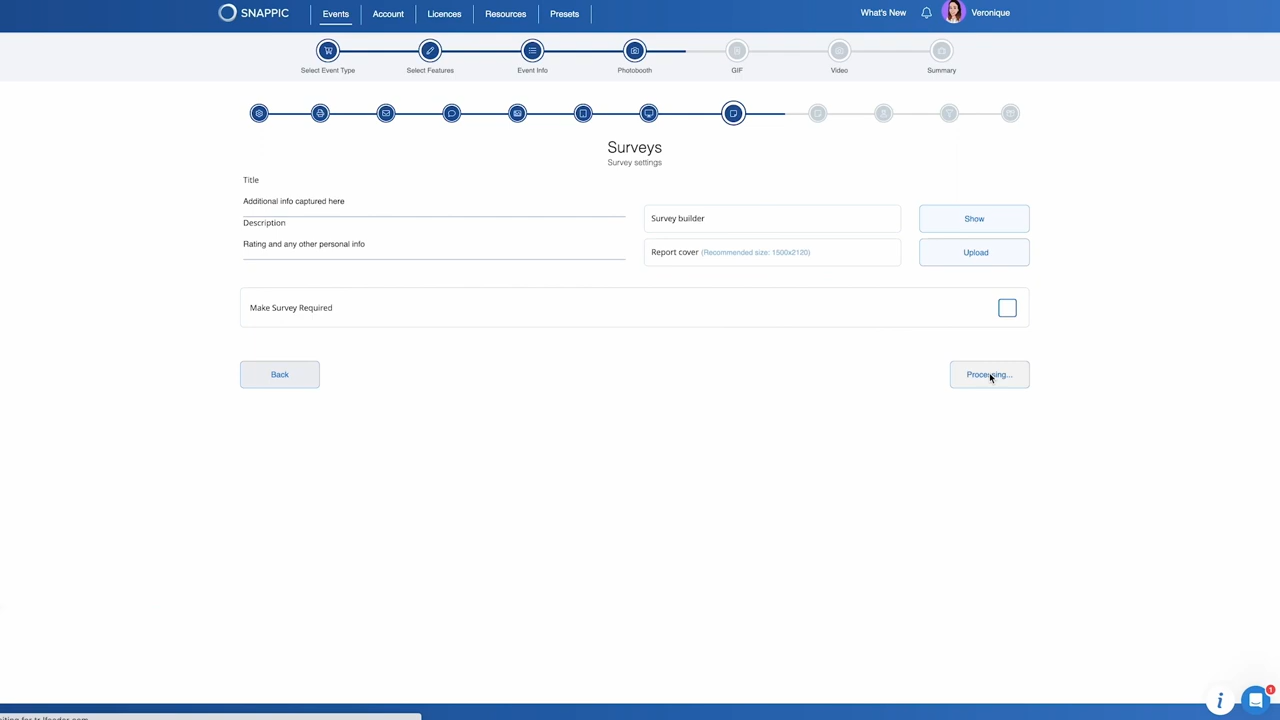 SNAPPIC Events Account Licences Resources Presets What's New Veronique
Select Event Type Select Features Event Info Photobooth GIF Video Summary
Surveys
Survey settings
Title
Additional info captured here
Description
Rating and any other personal info
Survey builder Show
Report cover (Recommended size: 1500x2120) Upload
Make Survey Required
Back Processing...
i 1